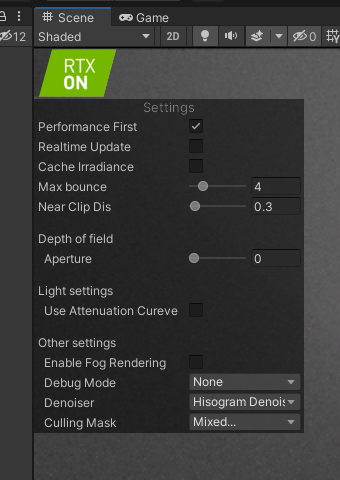 Scene Game
12 Shaded 2D 0
RTX
ON
Settings
Performance First
Realtime Update
Cache Irradiance
Max bounce 4
Near Clip Dis 0.3
Depth of field
Aperture 0
Light settings
Use Attenuation Cureve
Other settings
Enable Fog Rendering
Debug Mode None
Denoiser Hisogram Denois
Culling Mask Mixed...